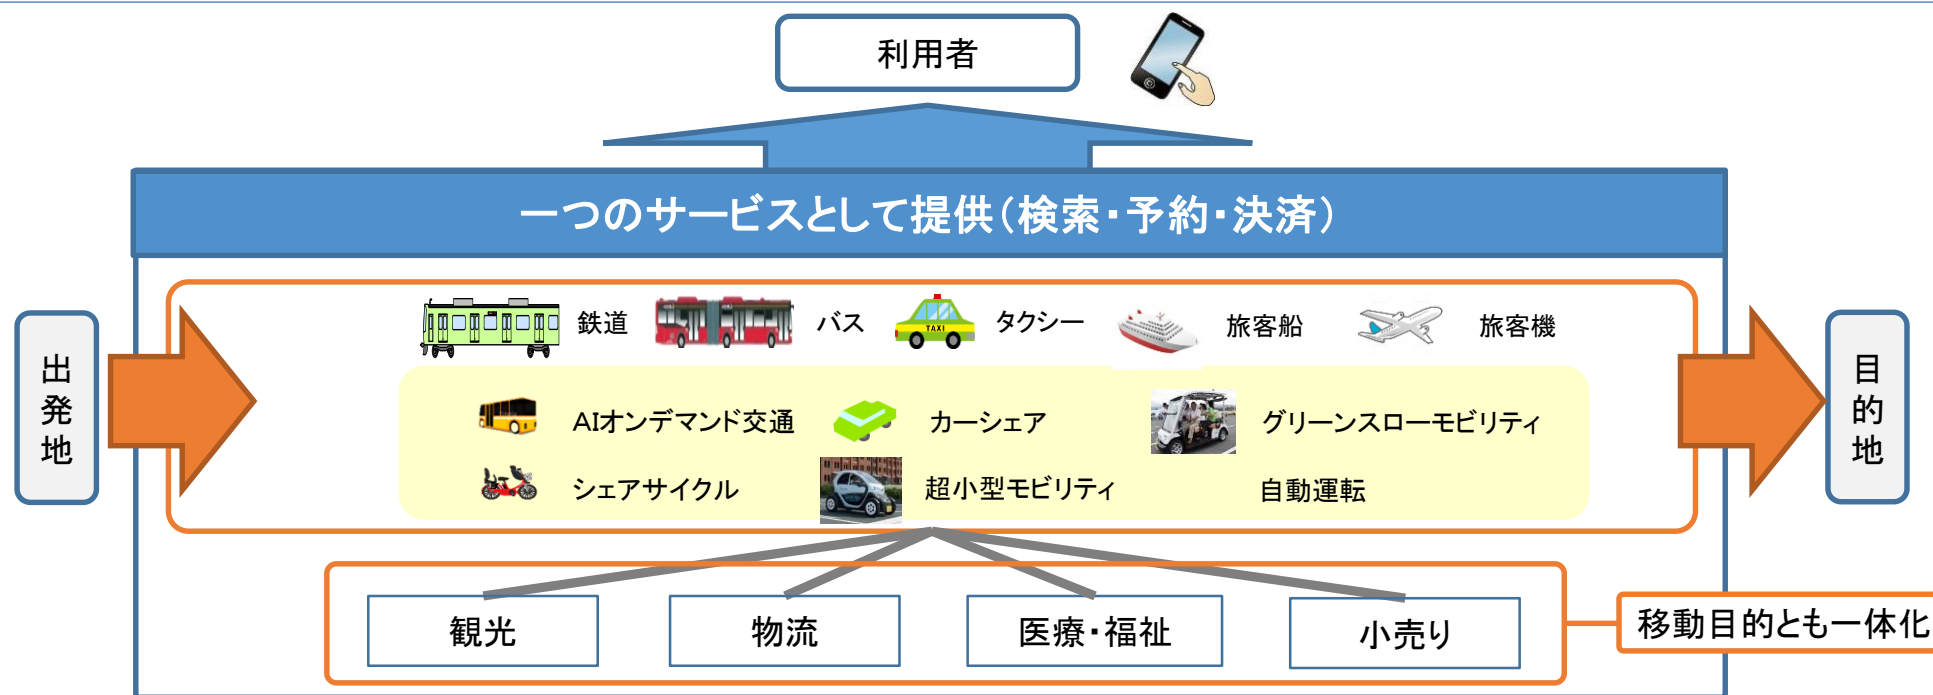 利用者
一つのサービスとして提供(検索・予約・決済)
出発地
鉄道
バス
TAXI
タクシー
旅客船
旅客機
AIオンデマンド交通
カーシェア
グリーンスローモビリティ
シェアサイクル
超小型モビリティ
自動運転
目的地
観光
物流
医療・福祉
小売り
移動目的とも一体化